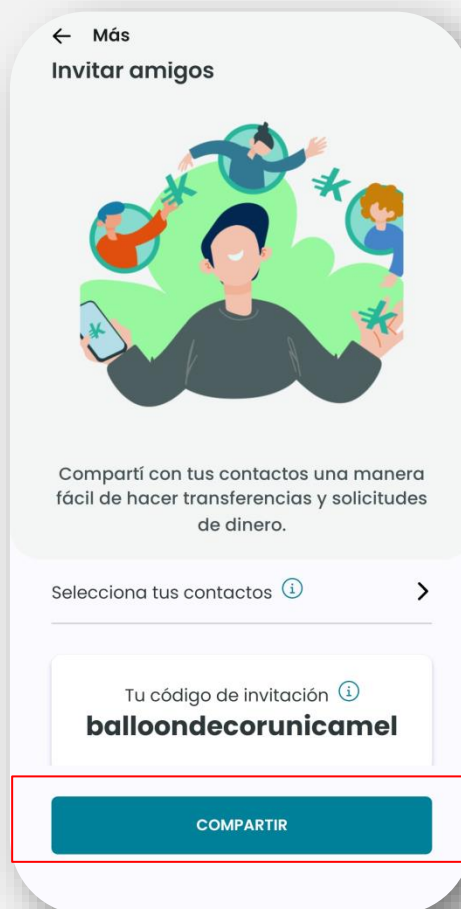 Más
Invitar amigos
Compartí con tus contactos una manera
fácil de hacer transferencias y solicitudes
de dinero.
Selecciona tus contactos
Tu código de invitación
balloondecorunicamel
COMPARTIR